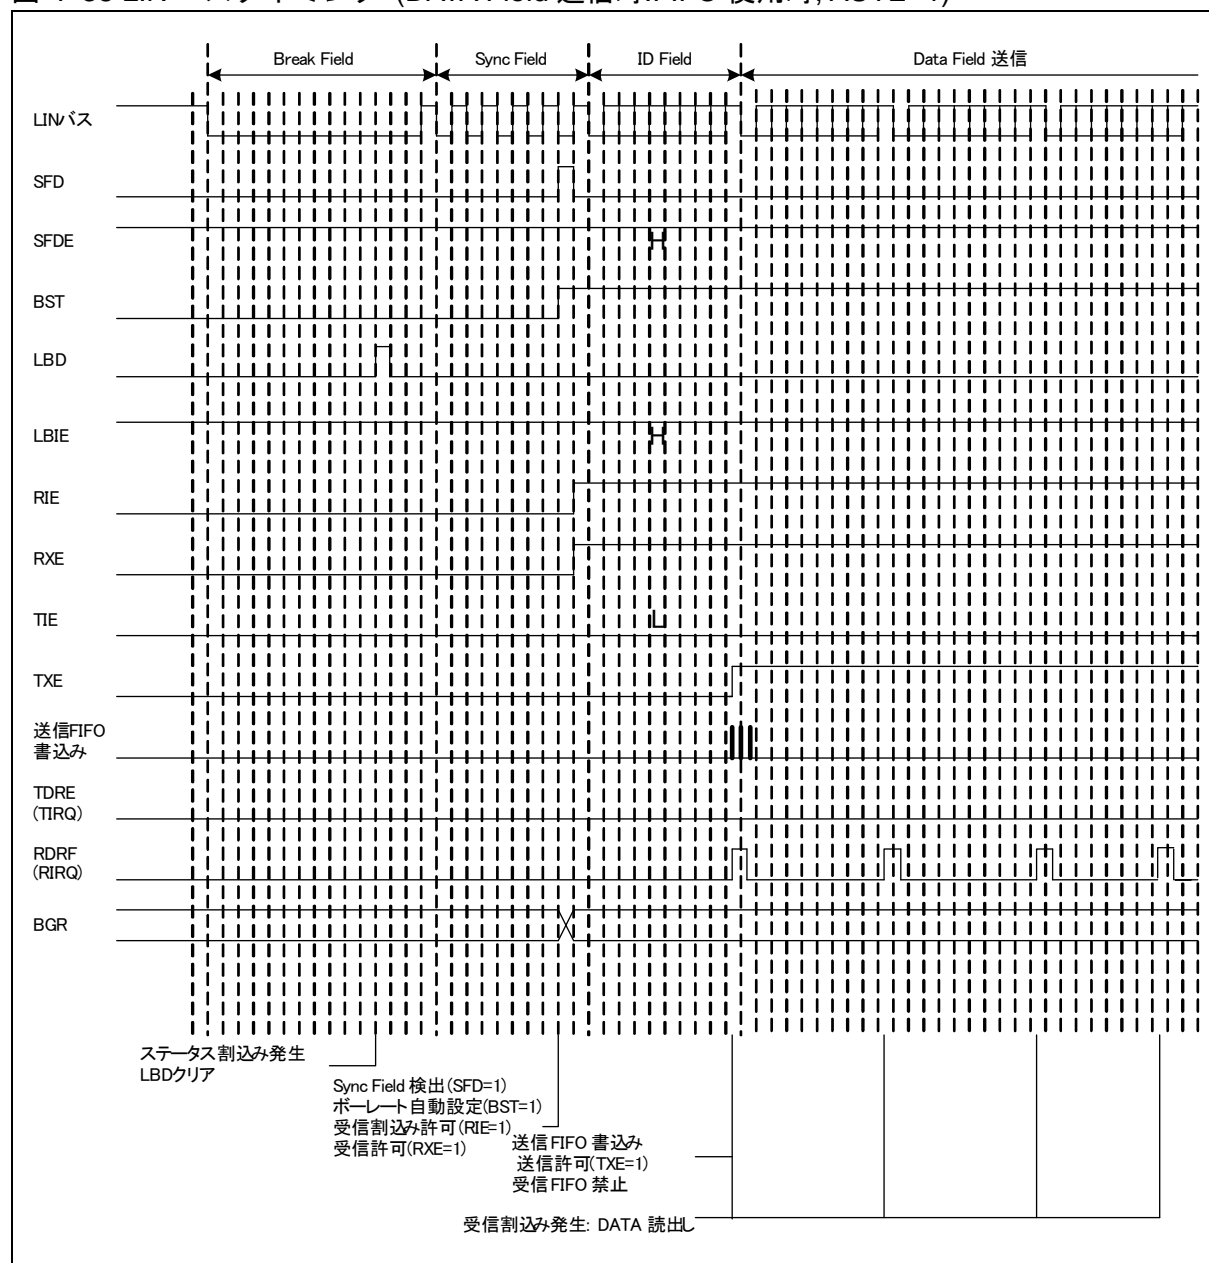 Break Field
Sync Field
ID Field
Data Field 送信
LINバス
SFD
SFDE
H
BST
LBD
LBIE
H
RIE
RXE
TIE
L
TXE
送信FIFO
書込み
TDRE
(TIRQ)
RDRF
(RIRQ)
BGR
ステータス割込み発生
LBDクリア
Sync Field 検出(SFD=1)
ボーレート自動設定(BST=1)
受信割込み許可(RIE=1)
受信許可(RXE=1)
送信FIFO 書込み
送信許可(TXE=1)
受信FIFO 禁止
受信割込み発生: DATA 読出し